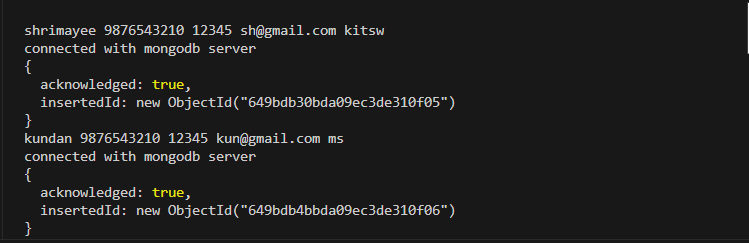 shrimayee 9876543210 12345 sh@gmail.com kitsw
connected with mongodb server
{
  acknowledged: true,
  insertedId: new ObjectId("649bdb30bda09ec3de310f05")
}
kundan 9876543210 12345 kun@gmail.com ms
connected with mongodb server
{
  acknowledged: true,
  insertedId: new ObjectId("649bdb4bbda09ec3de310f06")
}